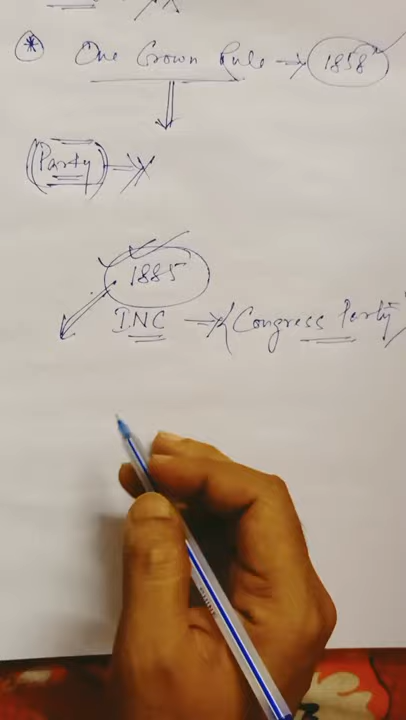 * One Crown Rule → 1858
(Party) → X
1885
INC → (Congress Party)